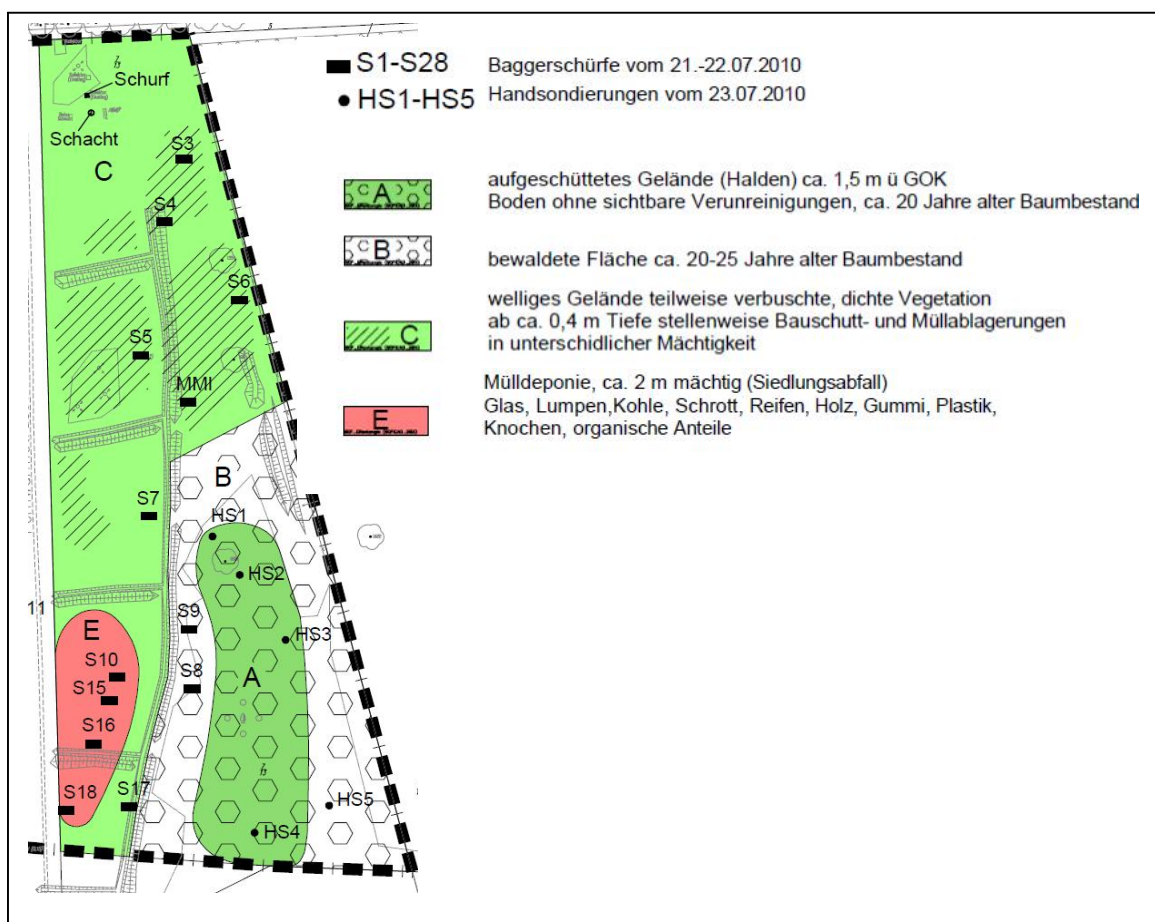 S1-S28 Baggerschürfe vom 21.-22.07.2010
HS1-HS5 Handsondierungen vom 23.07.2010
A
aufgeschüttetes Gelände (Halden) ca. 1,5 m ü GOK
Boden ohne sichtbare Verunreinigungen, ca. 20 Jahre alter Baumbestand
B
bewaldete Fläche ca. 20-25 Jahre alter Baumbestand
C
welliges Gelände teilweise verbuschte, dichte Vegetation
ab ca. 0,4 m Tiefe stellenweise Bauschutt- und Müllablagerungen
in unterschidlicher Mächtigkeit
E
Mülldeponie, ca. 2 m mächtig (Siedlungsabfall)
Glas, Lumpen,Kohle, Schrott, Reifen, Holz, Gummi, Plastik,
Knochen, organische Anteile
Schurf
Schacht
C
S3
S4
S6
S5
MMI
B
S7
HS1
HS2
11
E
S9
HS3
S10
S8
A
S15
S16
S18
S17
HS5
HS4